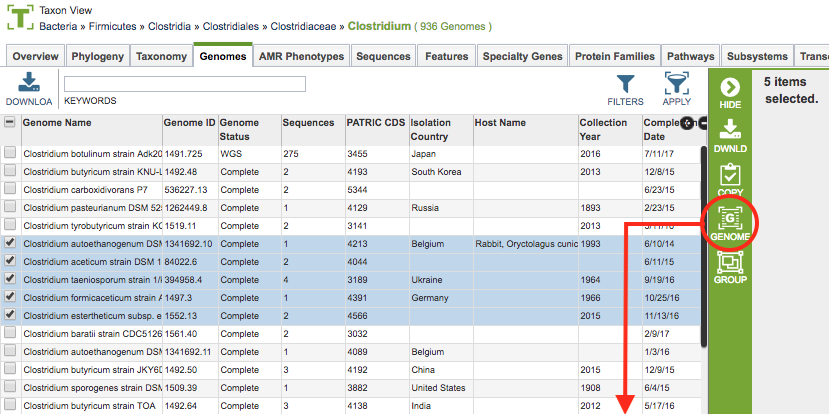 Taxon View
Bacteria » Firmicutes » Clostridia » Clostridiales » Clostridiaceae » Clostridium ( 936 Genomes )
Overview Phylogeny Taxonomy Genomes AMR Phenotypes Sequences Features Specialty Genes Protein Families Pathways Subsystems Transc
DOWNLOA KEYWORDS FILTERS APPLY
HIDE
DWNLD
COPY
GENOME
GROUP
5 items
selected.
Genome Name Genome ID Genome Status Sequences PATRIC CDS Isolation Country Host Name Collection Year Completion Date
Clostridium botulinum strain Adk20 1491.725 WGS 275 3455 Japan 2016 7/11/17
Clostridium butyricum strain KNU-L 1492.48 Complete 2 4193 South Korea 2013 12/8/15
Clostridium carboxidivorans P7 536227.13 Complete 2 5344 6/23/15
Clostridium pasteurianum DSM 525 1262449.8 Complete 1 4129 Russia 1893 2/23/15
Clostridium tyrobutyricum strain KC 1519.11 Complete 2 3141 2013 3/11/16
Clostridium autoethanogenum DSM 1341692.10 Complete 1 4213 Belgium Rabbit, Oryctolagus cunic 1993 6/10/14
Clostridium aceticum strain DSM 1 84022.6 Complete 2 4044 6/11/15
Clostridium taeniosporum strain 1/ 394958.4 Complete 4 3189 Ukraine 1964 9/19/16
Clostridium formicaceticum strain A 1497.3 Complete 1 4391 Germany 1966 10/25/16
Clostridium estertheticum subsp. e 1552.13 Complete 2 4566 2015 11/13/16
Clostridium baratii strain CDC5126 1561.40 Complete 2 3032 2/9/17
Clostridium autoethanogenum DSM 1341692.11 Complete 1 4089 Belgium 1/3/16
Clostridium butyricum strain JKY6D 1492.50 Complete 3 4192 China 2015 12/9/15
Clostridium sporogenes strain DSM 1509.39 Complete 1 3882 United States 1908 6/4/15
Clostridium butyricum strain TOA 1492.64 Complete 3 4138 India 2012 5/17/16